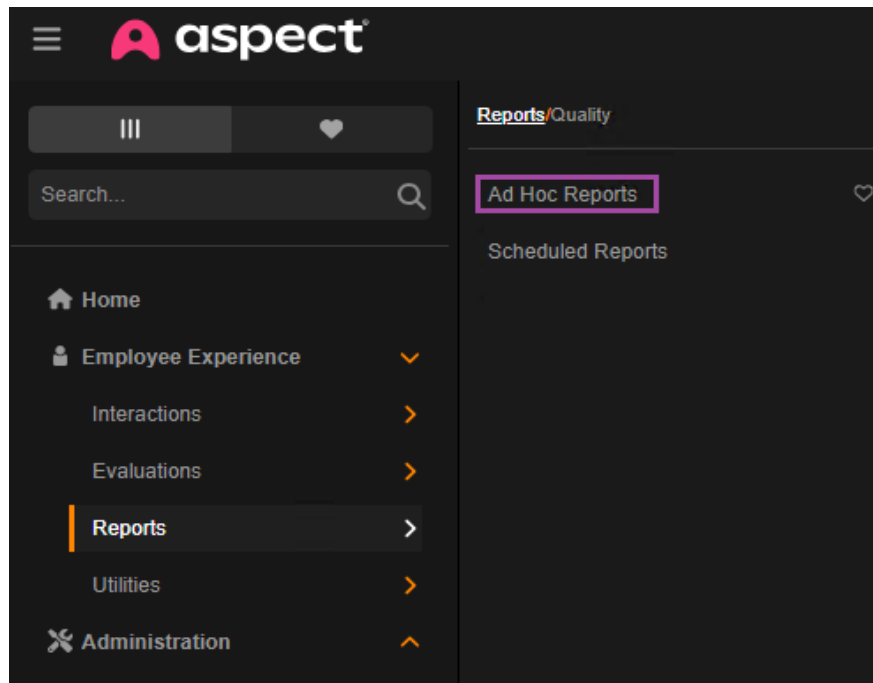 aspect®
Reports/Quality
Search...
Ad Hoc Reports
Scheduled Reports
Home
Employee Experience
Interactions
Evaluations
Reports
Utilities
Administration